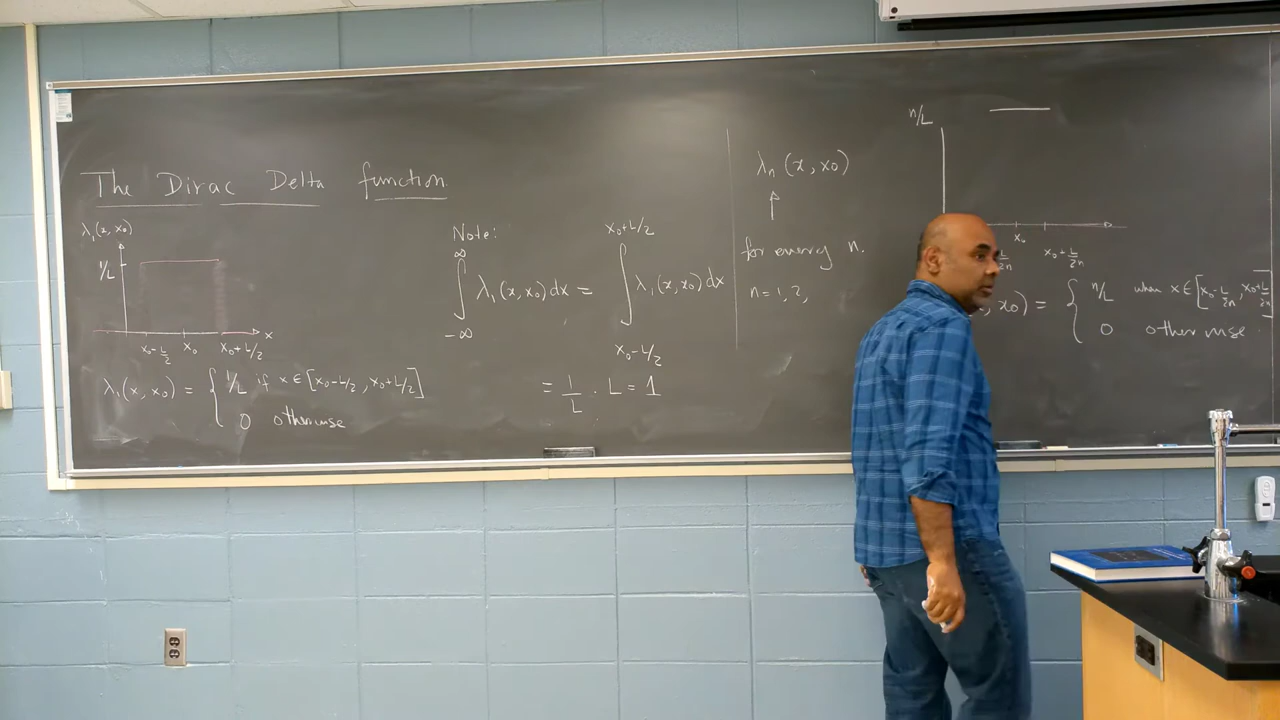 The Dirac Delta function
λ₁(x, x₀)
1/L
x
x₀-L/2 x₀ x₀+L/2
λ₁(x, x₀) = { 1/L if x ∈ [x₀-L/2, x₀+L/2]
0 otherwise
Note:
∫_{-∞}^{∞} λ₁(x, x₀) dx = ∫_{x₀-L/2}^{x₀+L/2} λ₁(x, x₀) dx
= 1/L · L = 1
λn (x, x₀)
↑
for every n.
n = 1, 2,
n/L
x₀ x₀+L/2n
, x₀) = { n/L when x ∈ [x₀-L/2n, x₀+L/2n]
0 otherwise